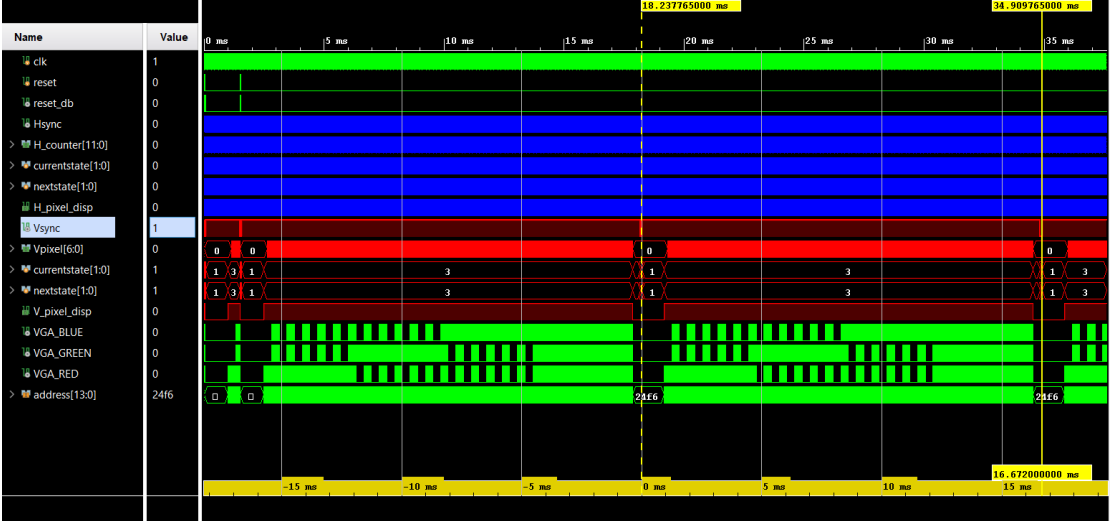 18.237765000 ms 34.909765000 ms
Name Value
0 ms 5 ms 10 ms 15 ms 20 ms 25 ms 30 ms 35 ms
clk 1
reset 0
reset_db 0
Hsync 0
H_counter[11:0] 0
currentstate[1:0] 0
nextstate[1:0] 0
H_pixel_disp 0
Vsync 1
Vpixel[6:0] 0 0 0 0 0
currentstate[1:0] 1 1 3 1 3 1 3 1 3
nextstate[1:0] 1 1 3 1 3 1 3 1 3
V_pixel_disp 0
VGA_BLUE 0
VGA_GREEN 0
VGA_RED 0
address[13:0] 24f6 24f6 24f6
16.672000000 ms
-15 ms -10 ms -5 ms 0 ms 5 ms 10 ms 15 ms